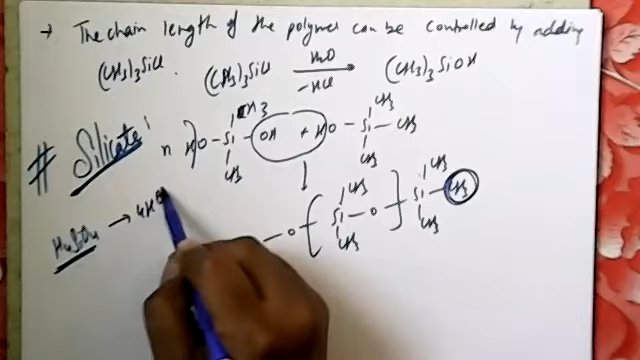 → The chain length of the polymer can be controlled by adding
(CH3)3SiCl. (CH3)3SiCl H2O -HCl → (CH3)3SiOH
# Silicate
n HO-Si-OH + HO-Si-CH3
CH3 CH3 CH3 CH3
-O-[Si-O-]Si-CH3
CH3 CH3 CH3 CH3
H4SiO4 → 4H